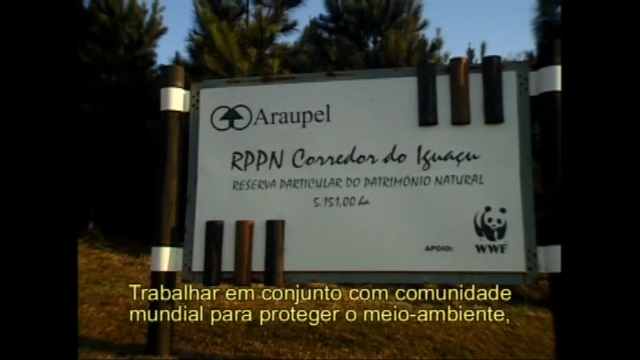 Araupel
RPPN Corredor do Iguaçu
RESERVA PARTICULAR DO PATRIMÔNIO NATURAL
5.151,00 ha
APOIO:
WWF
Trabalhar em conjunto com comunidade
mundial para proteger o meio-ambiente,